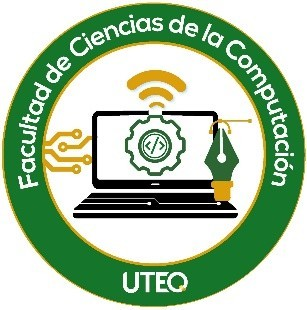 Facultad de Ciencias de la Computación
</>
UTEQ